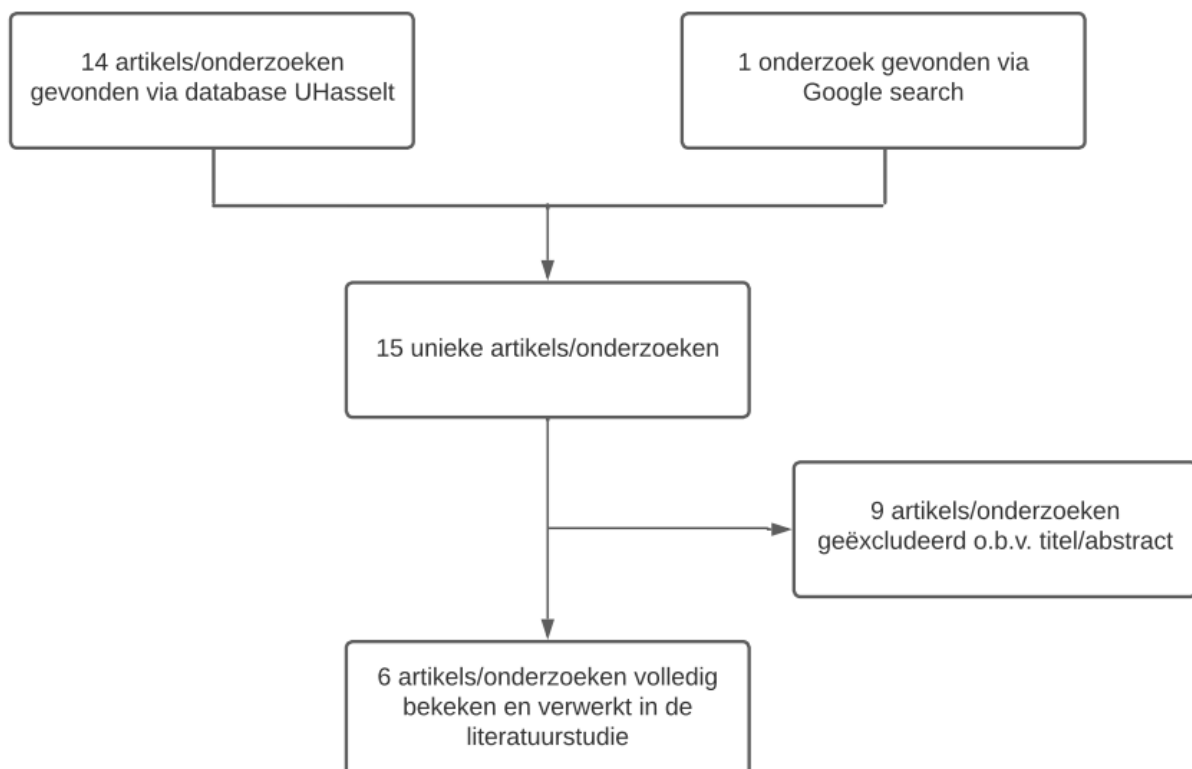 14 artikels/onderzoeken
gevonden via database UHasselt
1 onderzoek gevonden via
Google search
15 unieke artikels/onderzoeken
9 artikels/onderzoeken
geëxcludeerd o.b.v. titel/abstract
6 artikels/onderzoeken volledig
bekeken en verwerkt in de
literatuurstudie